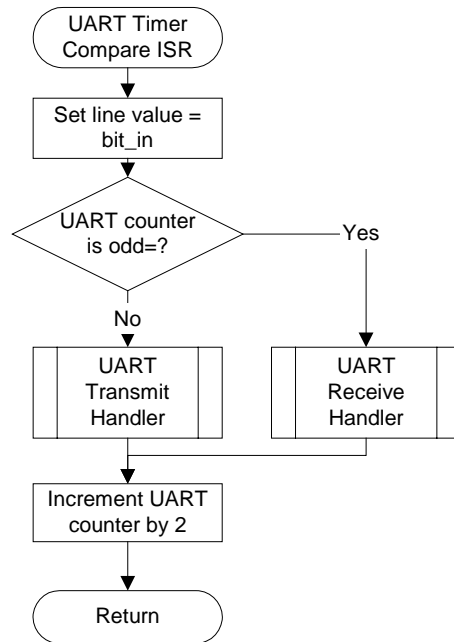 UART Timer
Compare ISR
Set line value =
bit_in
UART counter
is odd=?
Yes
No
UART
Transmit
Handler
UART
Receive
Handler
Increment UART
counter by 2
Return